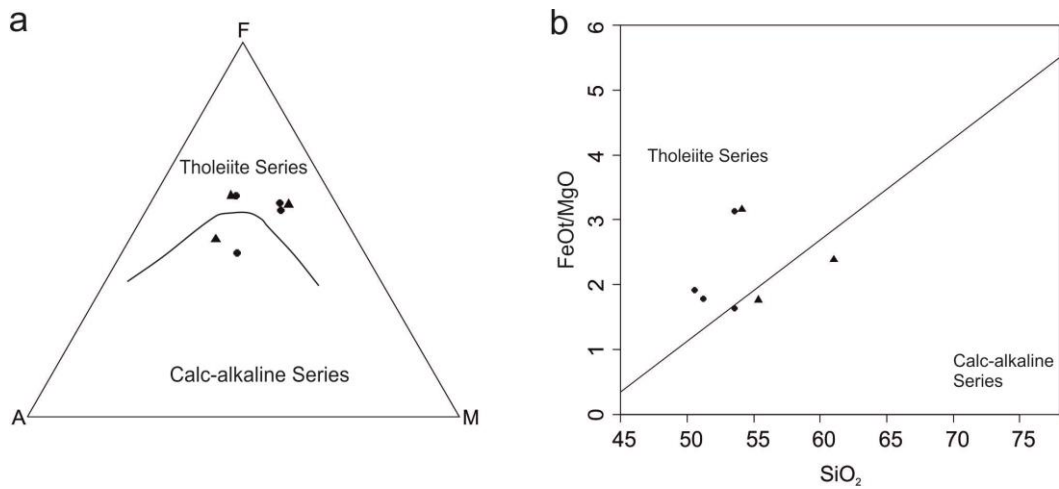 a
F
Tholeiite Series
Calc-alkaline Series
A
M
b
6
5
4
3
2
1
0
FeOt/MgO
Tholeiite Series
Calc-alkaline
Series
45
50
55
60
65
70
75
SiO₂